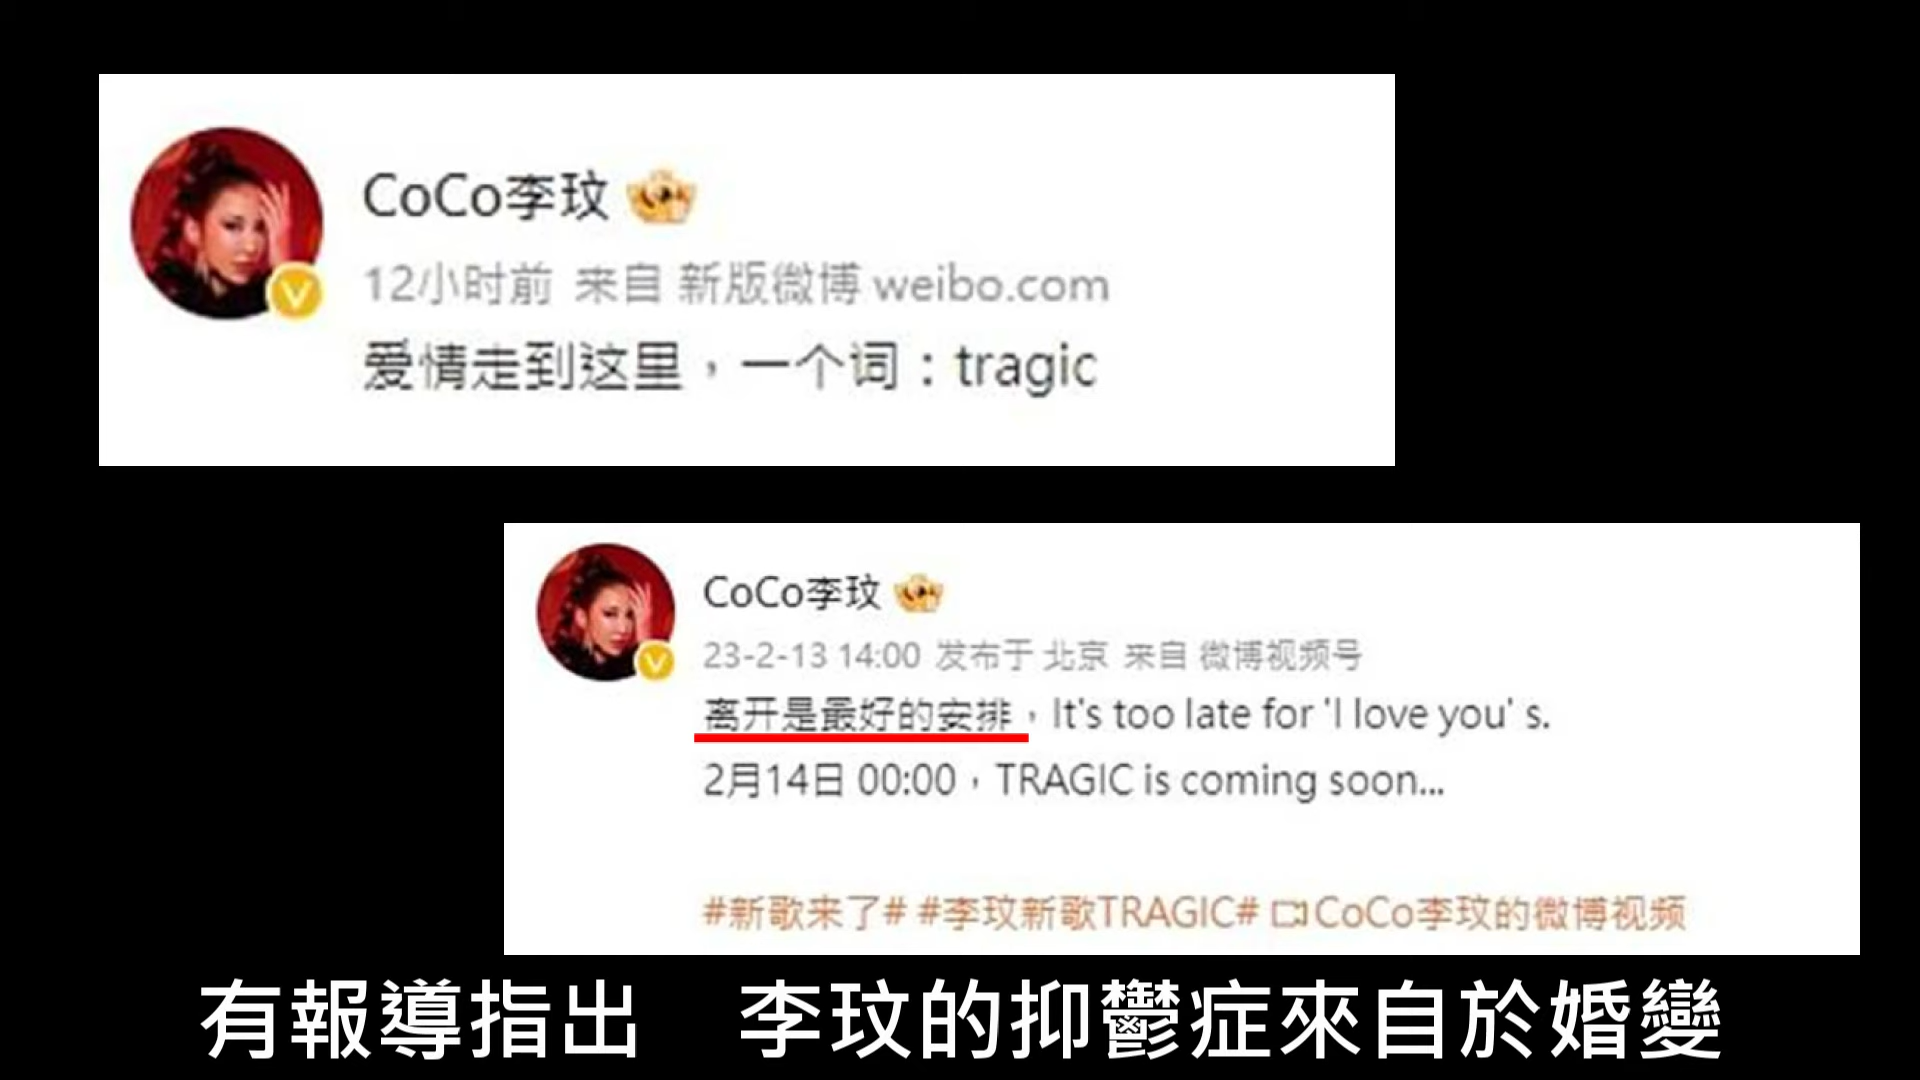 CoCo李玟
12小时前 来自 新版微博 weibo.com
爱情走到这里，一个词：tragic
CoCo李玟
23-2-13 14:00 发布于 北京 来自 微博视频号
离开是最好的安排，It's too late for 'I love you' s.
2月14日 00:00，TRAGIC is coming soon...
#新歌来了# #李玟新歌TRAGIC# CoCo李玟的微博视频
有報導指出 李玟的抑鬱症來自於婚變